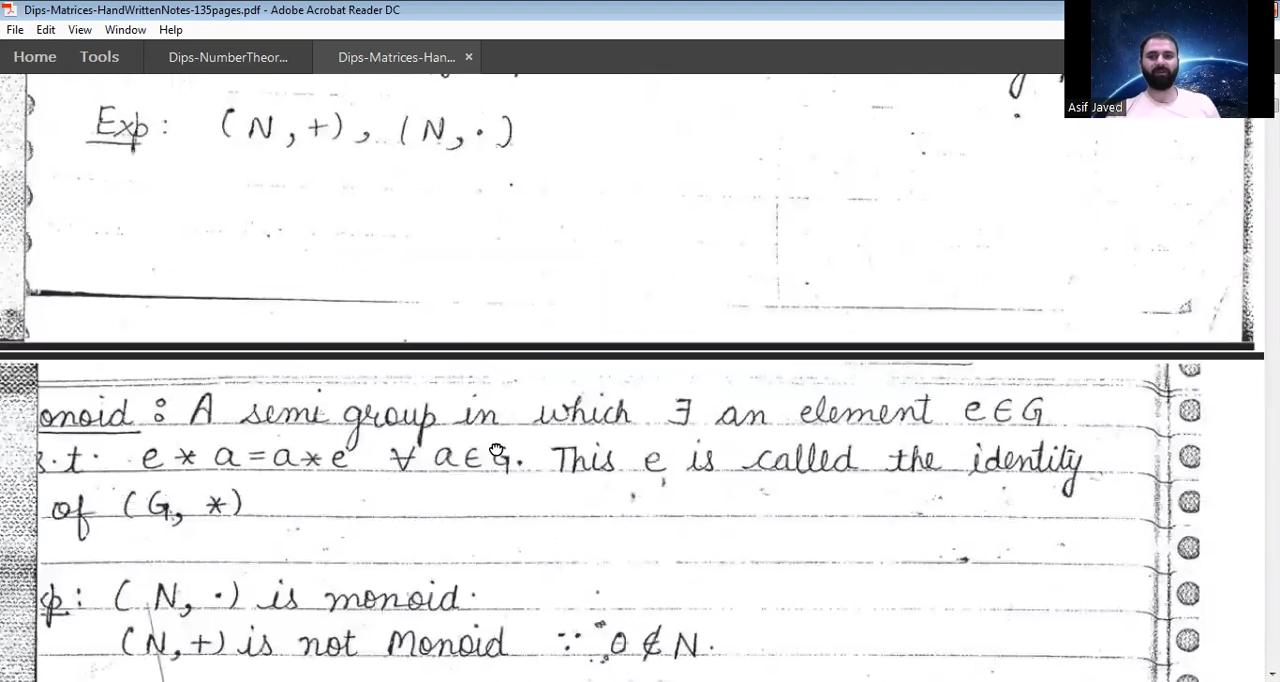 Dips-Matrices-HandWrittenNotes-135pages.pdf - Adobe Acrobat Reader DC
File Edit View Window Help
Home Tools Dips-NumberTheor... Dips-Matrices-Han... ×
Asif Javed
Exp: (N, +), (N, ·)
onoid : A semi group in which ∃ an element e∈G
s.t. e * a = a * e ∀ a∈G. This e is called the identity
of (G, *)
xp: (N, ·) is monoid.
(N, +) is not Monoid ∵ 0 ∉ N.